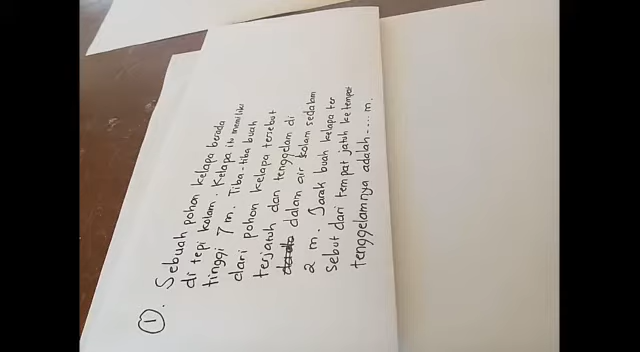 ①. Sebuah pohon kelapa berada
di tepi kolam. Kelapa itu memiliki
tinggi 7 m. Tiba-tiba buah
dari pohon kelapa tersebut
terjatuh dan tenggelam di
dalam air kolam sedalam
2 m. Jarak buah kelapa ter
sebut dari tempat jatuh ke tempat
tenggelamnya adalah .... m.